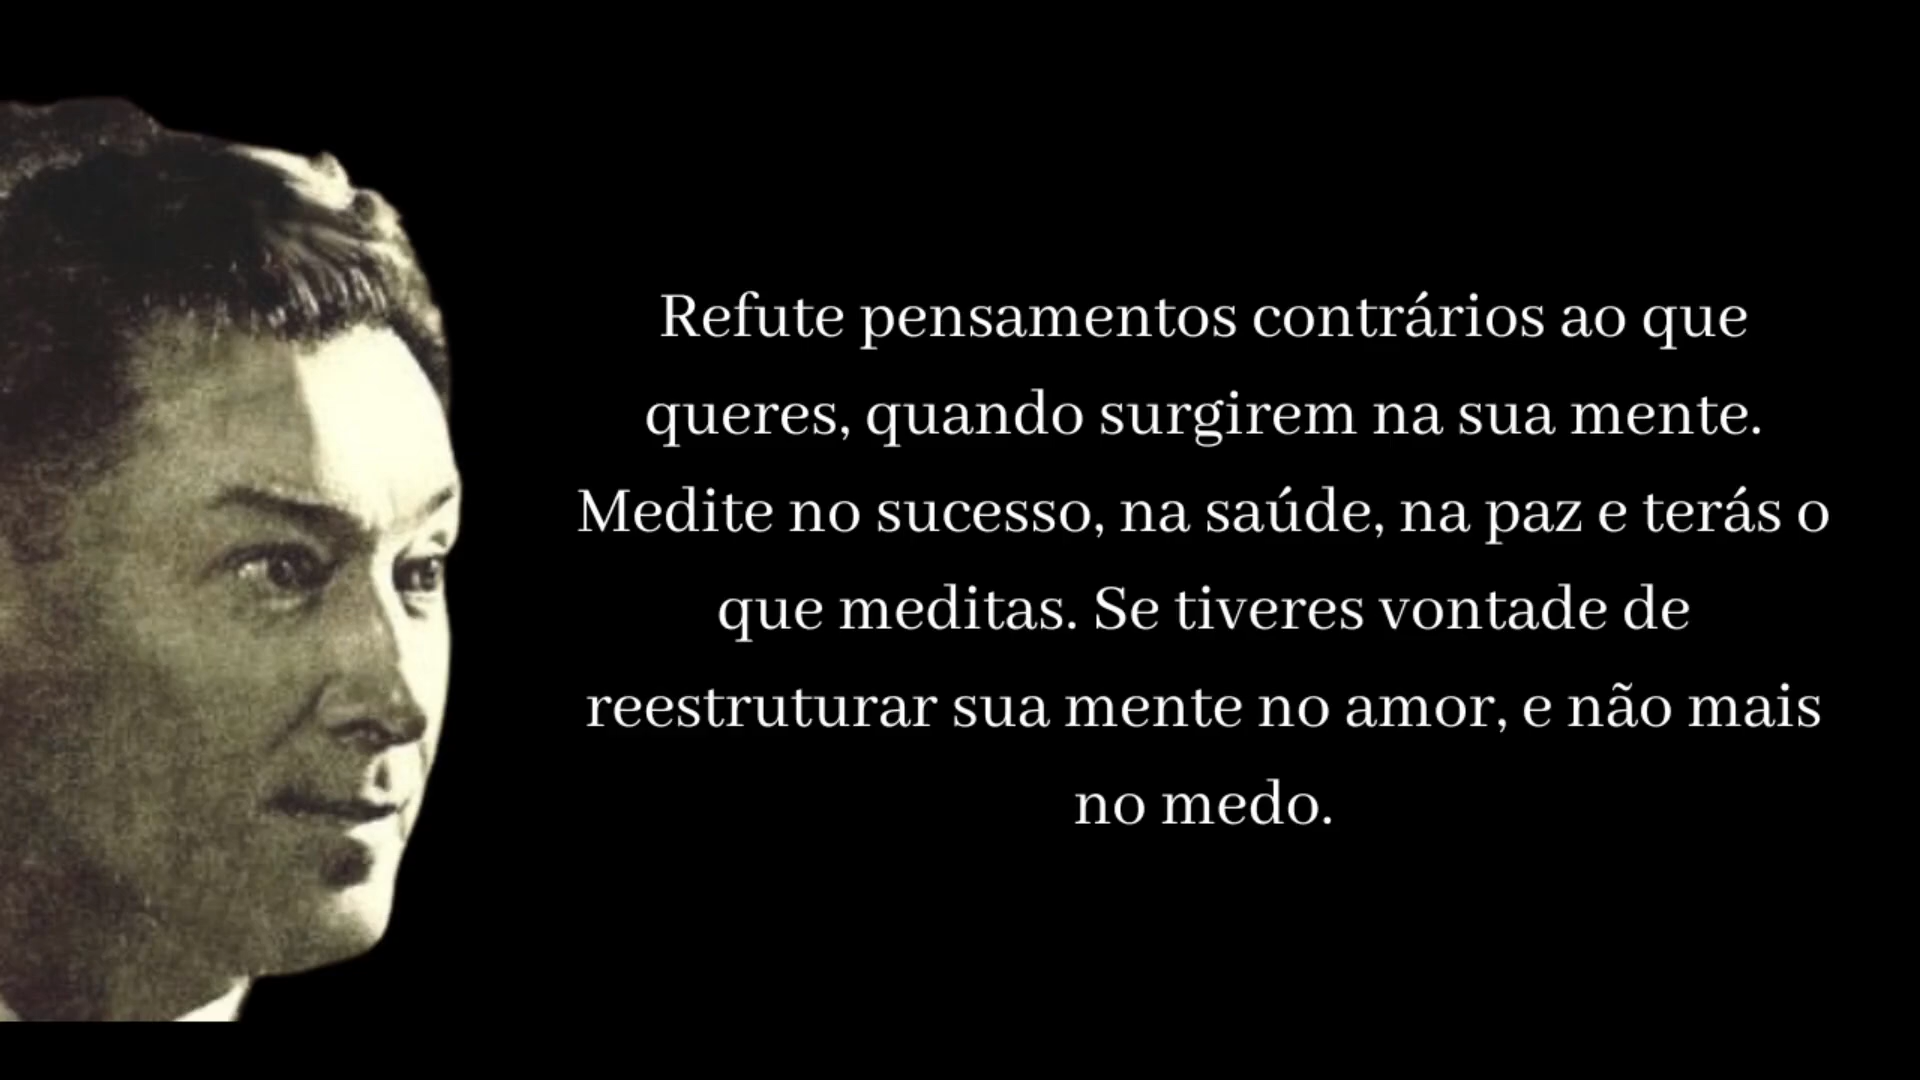 Refute pensamentos contrários ao que
queres, quando surgirem na sua mente.
Medite no sucesso, na saúde, na paz e terás o
que meditas. Se tiveres vontade de
reestruturar sua mente no amor, e não mais
no medo.